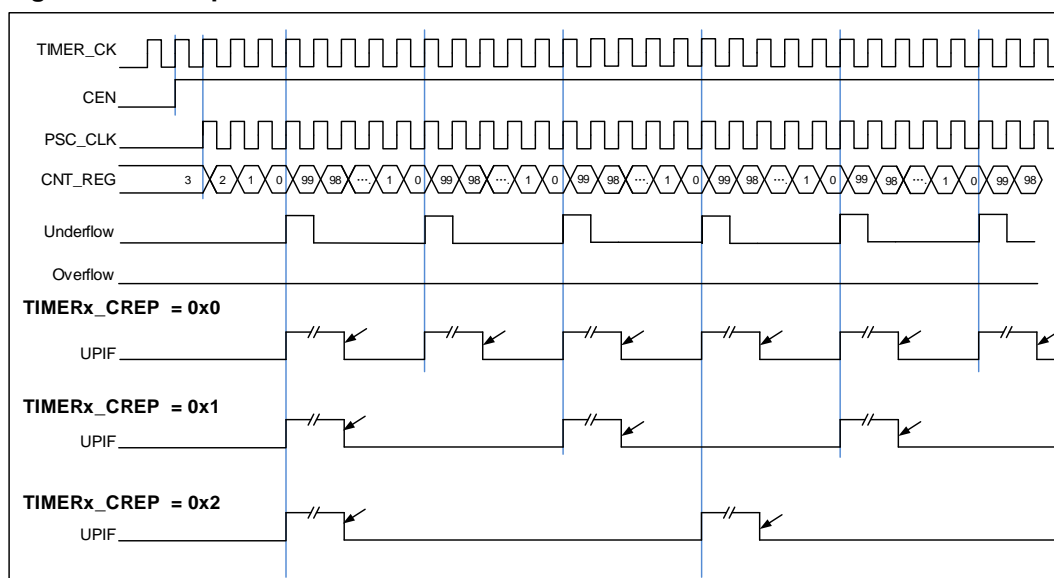 TIMER_CK
CEN
PSC_CLK
CNT_REG 3 2 1 0 99 98 .... 1 0 99 98 .... 1 0 99 98 .... 1 0 99 98 .... 1 0 99 98 .... 1 0 99 98
Underflow
Overflow
TIMERx_CREP = 0x0
UPIF
TIMERx_CREP = 0x1
UPIF
TIMERx_CREP = 0x2
UPIF